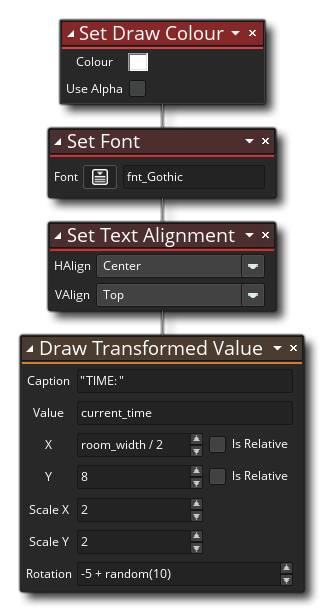 Set Draw Colour
Colour
Use Alpha
Set Font
Font fnt_Gothic
Set Text Alignment
HAlign Center
VAlign Top
Draw Transformed Value
Caption "TIME: "
Value current_time
X room_width / 2 Is Relative
Y 8 Is Relative
Scale X 2
Scale Y 2
Rotation -5 + random(10)